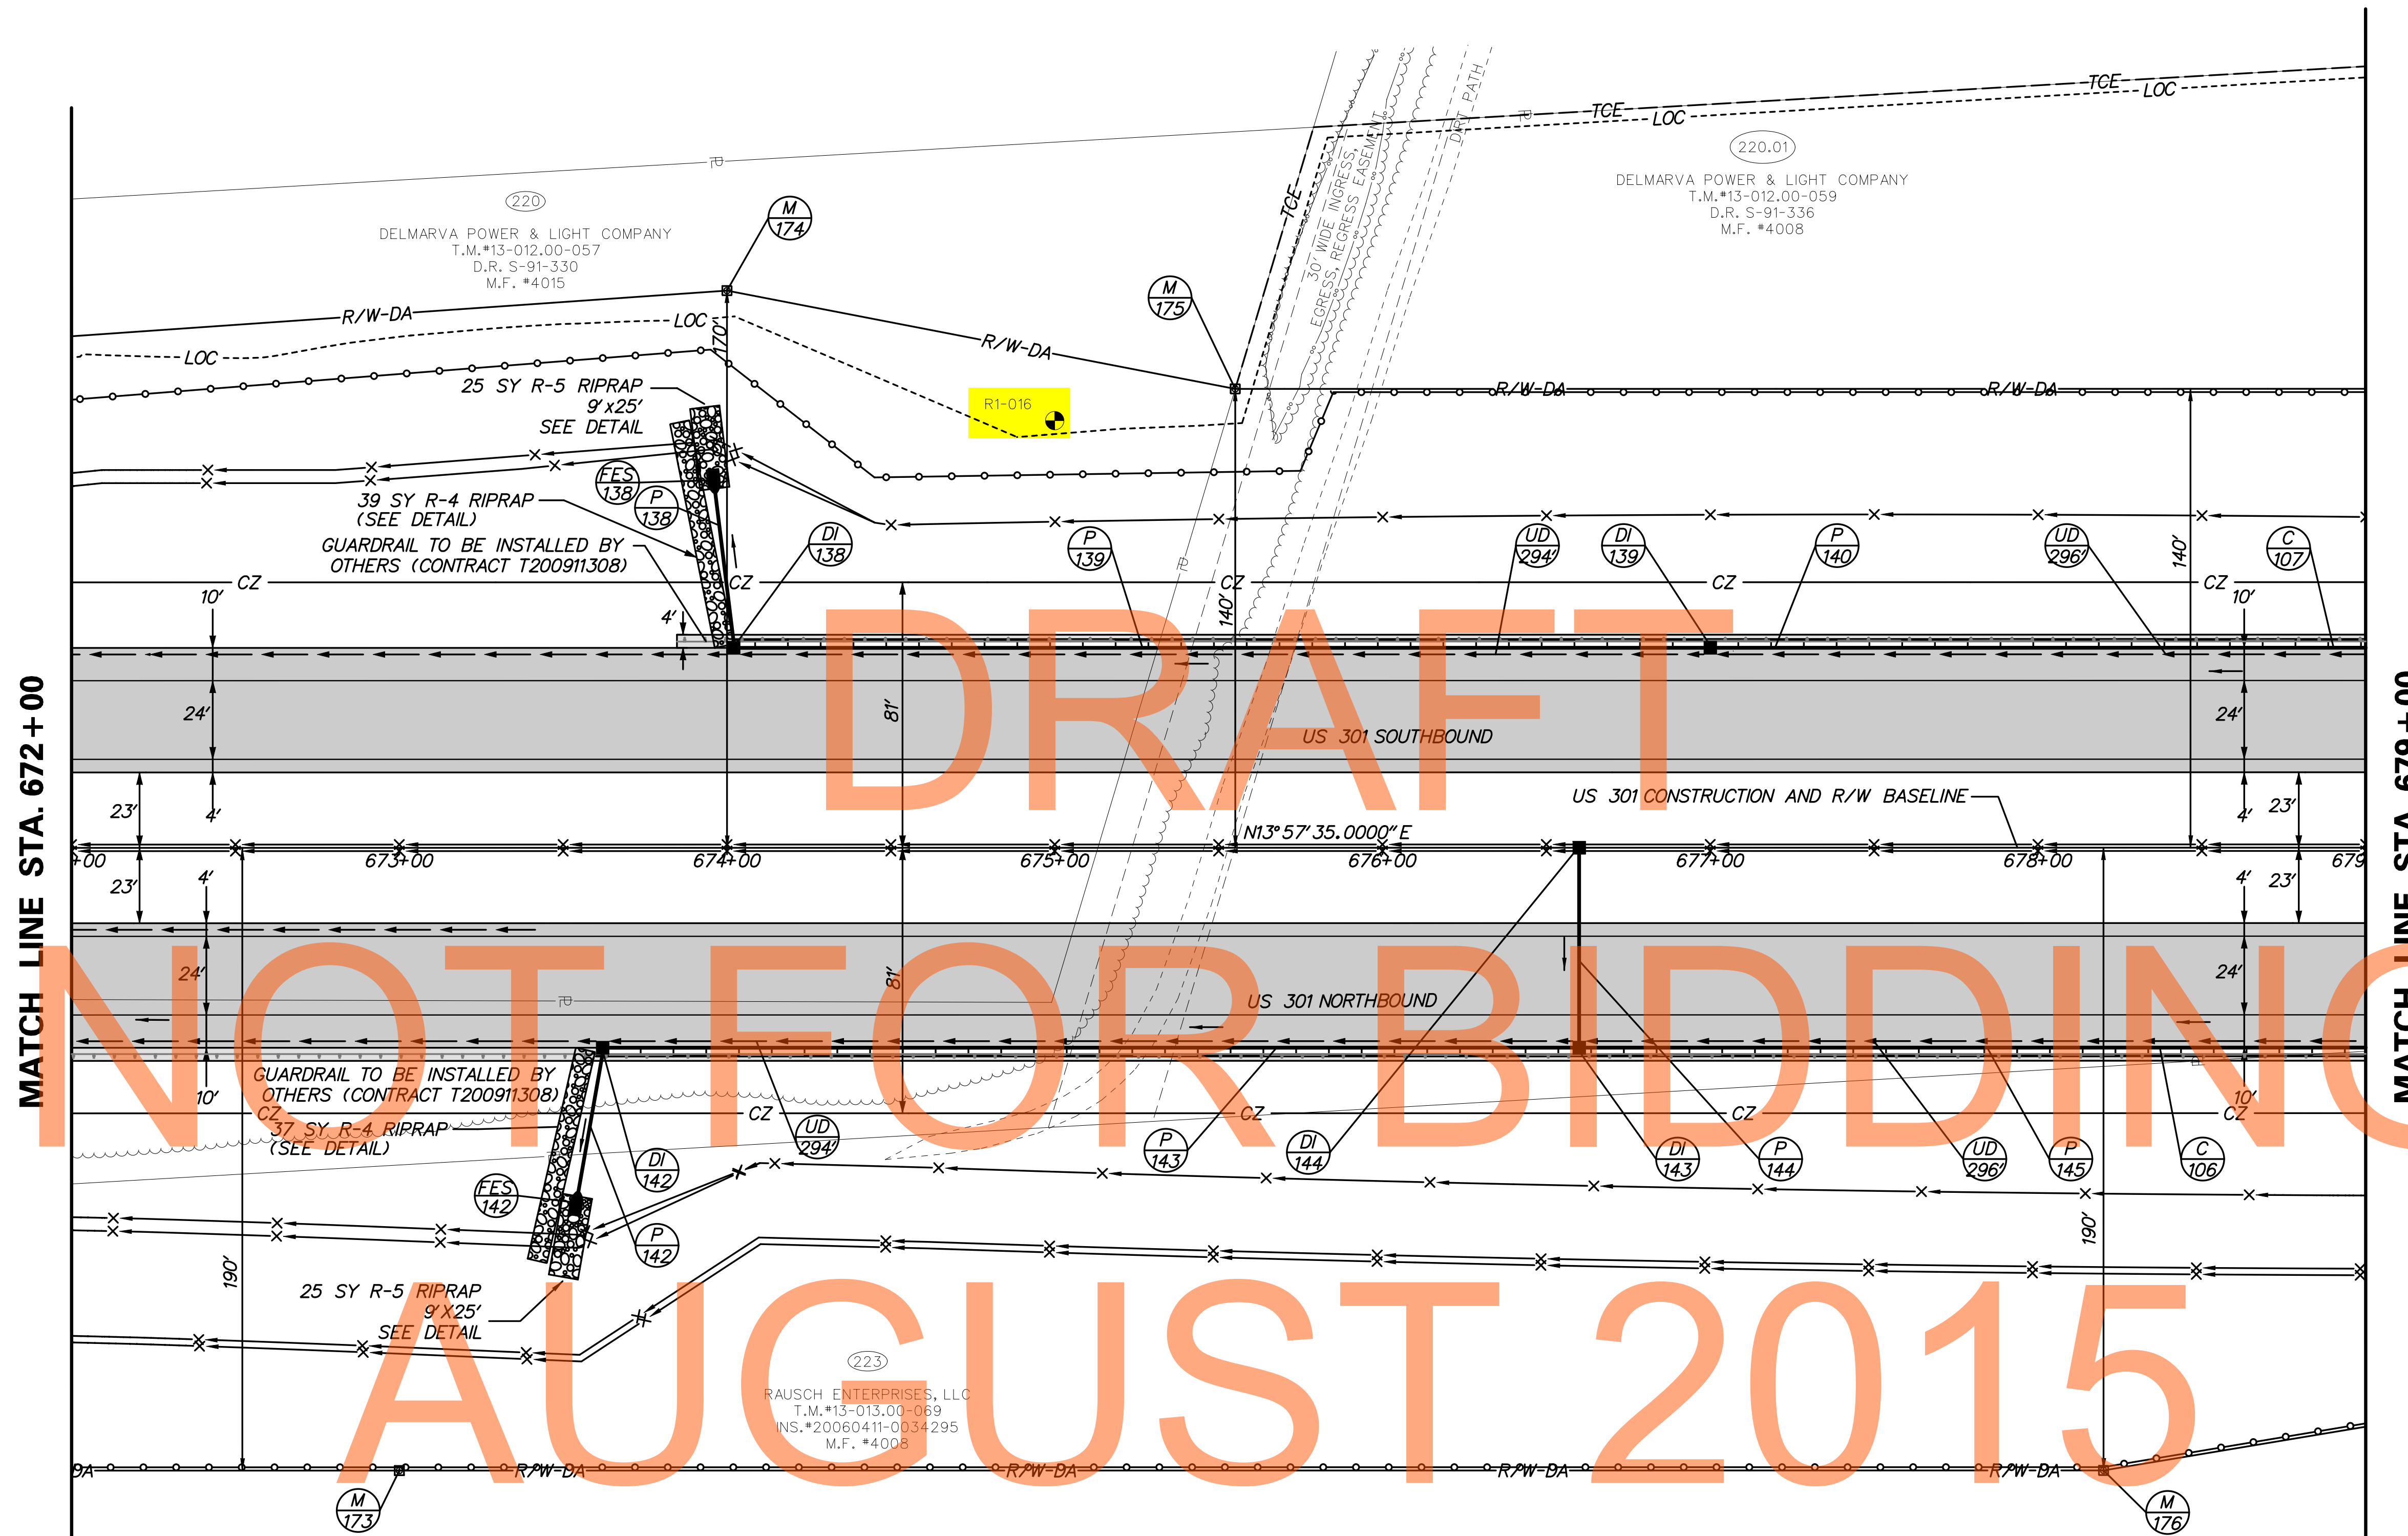 TCE
LOC
TCE
LOC
DIRT PATH
30' WIDE INGRESS,
EGRESS, REGRESS EASEMENT
TCE
220
DELMARVA POWER & LIGHT COMPANY
T.M.#13-012.00-057
D.R. S-91-330
M.F. #4015
M
174
220.01
DELMARVA POWER & LIGHT COMPANY
T.M.#13-012.00-059
D.R. S-91-336
M.F. #4008
M
175
R/W-DA
LOC
LOC
170'
R/W-DA
R/W-DA
R/W-DA
R1-016
25 SY R-5 RIPRAP
9'x25'
SEE DETAIL
FES
138
P
138
39 SY R-4 RIPRAP
(SEE DETAIL)
GUARDRAIL TO BE INSTALLED BY
OTHERS (CONTRACT T200911308)
DI
138
P
139
UD
294'
DI
139
P
140
UD
296'
C
107
140'
CZ
CZ
CZ
CZ
CZ
10'
4'
140'
10'
24'
81'
24'
US 301 SOUTHBOUND
DRAFT
MATCH LINE STA. 672+00
MATCH LINE STA. 679+00
23'
4'
US 301 CONSTRUCTION AND R/W BASELINE
4'
23'
N13°57'35.0000"E
+00
673+00
674+00
675+00
676+00
677+00
678+00
679
23'
4'
4'
23'
24'
81'
24'
US 301 NORTHBOUND
NOT FOR BIDDING
GUARDRAIL TO BE INSTALLED BY
OTHERS (CONTRACT T200911308)
10'
10'
CZ
CZ
CZ
CZ
CZ
37 SY R-4 RIPRAP
(SEE DETAIL)
UD
294'
DI
142
P
143
DI
144
DI
143
P
144
UD
296'
P
145
C
106
FES
142
P
142
190'
190'
25 SY R-5 RIPRAP
9'X25'
SEE DETAIL
AUGUST 2015
223
RAUSCH ENTERPRISES, LLC
T.M.#13-013.00-069
INS.#20060411-0034295
M.F. #4008
DA
R/W-DA
R/W-DA
R/W-DA
R/W-DA
M
173
M
176